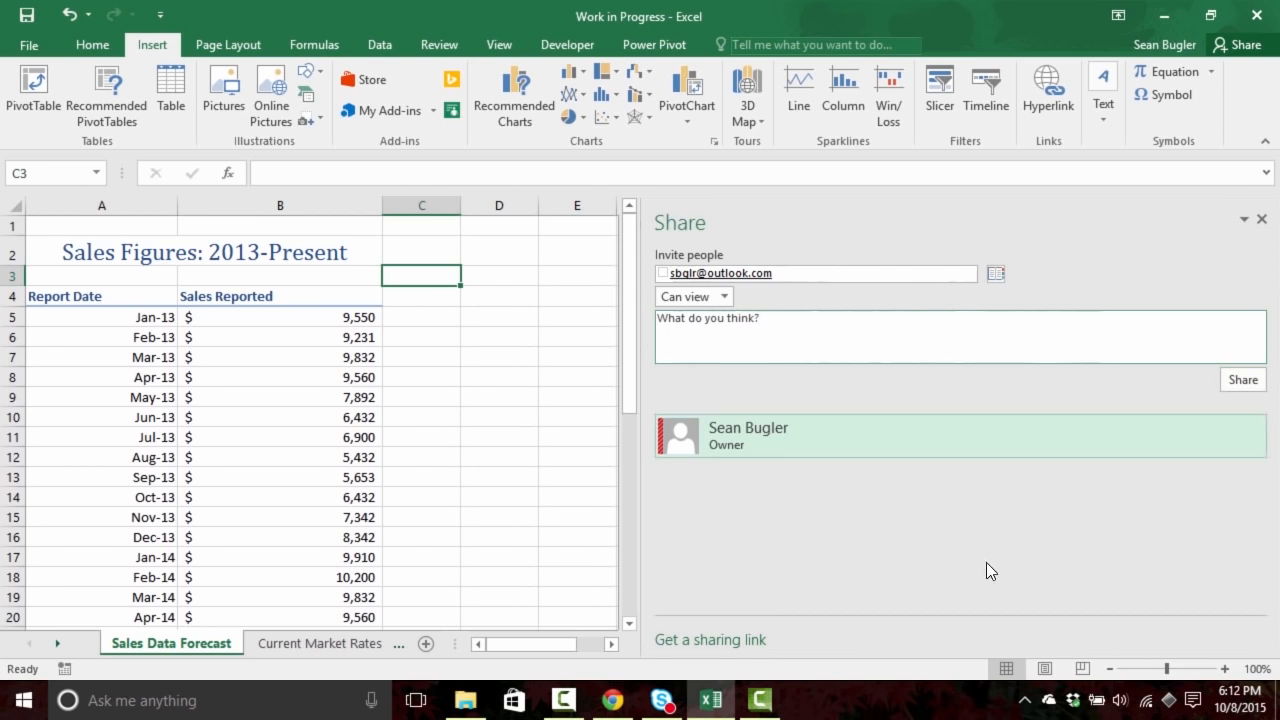 Work in Progress - Excel
File Home Insert Page Layout Formulas Data Review View Developer Power Pivot Tell me what you want to do... Sean Bugler Share
PivotTable Recommended PivotTables Table
Tables
Pictures Online Pictures
Illustrations
Store
My Add-ins
Add-ins
Recommended Charts
PivotChart
Charts
3D Map
Tours
Line Column Win/Loss
Sparklines
Slicer Timeline
Filters
Hyperlink
Links
A
Text
π Equation
Ω Symbol
Symbols
C3 fx
A B C D E
1
2 Sales Figures: 2013-Present
3
4 Report Date Sales Reported
5 Jan-13 $ 9,550
6 Feb-13 $ 9,231
7 Mar-13 $ 9,832
8 Apr-13 $ 9,560
9 May-13 $ 7,892
10 Jun-13 $ 6,432
11 Jul-13 $ 6,900
12 Aug-13 $ 5,432
13 Sep-13 $ 5,653
14 Oct-13 $ 6,432
15 Nov-13 $ 7,342
16 Dec-13 $ 8,342
17 Jan-14 $ 9,910
18 Feb-14 $ 10,200
19 Mar-14 $ 9,832
20 Apr-14 $ 9,560
Sales Data Forecast Current Market Rates ...
Share
Invite people
sbglr@outlook.com
Can view
What do you think?
Share
Sean Bugler
Owner
Get a sharing link
Ready 100%
Ask me anything
6:12 PM
10/8/2015